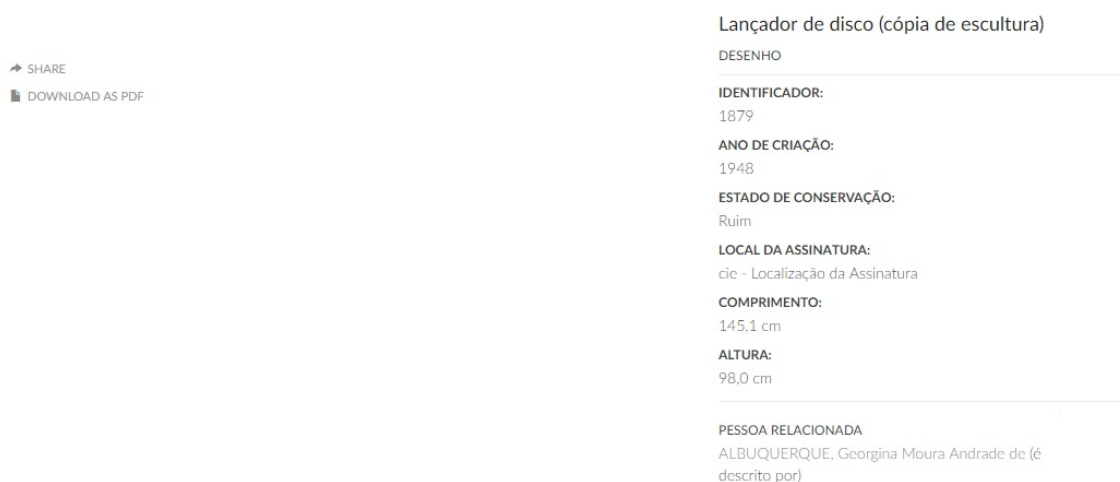 SHARE
DOWNLOAD AS PDF
Lançador de disco (cópia de escultura)
DESENHO
IDENTIFICADOR:
1879
ANO DE CRIAÇÃO:
1948
ESTADO DE CONSERVAÇÃO:
Ruim
LOCAL DA ASSINATURA:
cie - Localização da Assinatura
COMPRIMENTO:
145,1 cm
ALTURA:
98,0 cm
PESSOA RELACIONADA
ALBUQUERQUE, Georgina Moura Andrade de (é
descrito por)